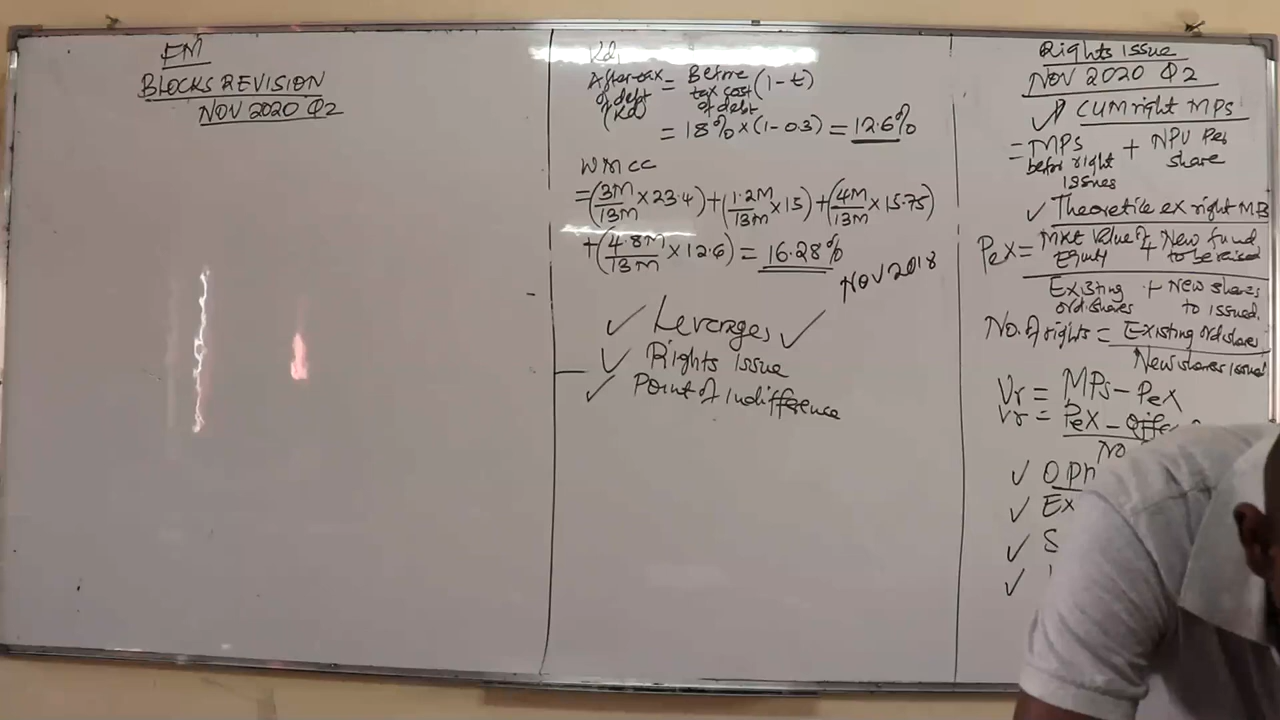 FM
BLOCKS REVISION
NOV 2020 Q2
Kd
After tax of debt (Kd) = Before tax cost of debt (1-t)
= 18% x (1-0.3) = 12.6%
WMCC
= (3M/13M x 23.4) + (1.2M/13M x 15) + (4M/13M x 15.75)
+ (4.8M/13M x 12.6) = 16.28%
NOV 2018
✓ Leverages ✓
✓ Rights Issue
✓ Point of Indifference
Rights Issue
NOV 2020 Q2
✓ CUM right MPS
= MPS before right issues + NPV Per share
✓ Theoretile ex right MB
Pex = Mkt Value of Equity + New fund to be raised
Existing ord shares + New shares to issued.
No. of rights = Existing ord shares
New shares issued
Vr = MPS - Pex
Vr = Pex - Offe
No
✓ Oph
✓ Ex
✓ S
✓